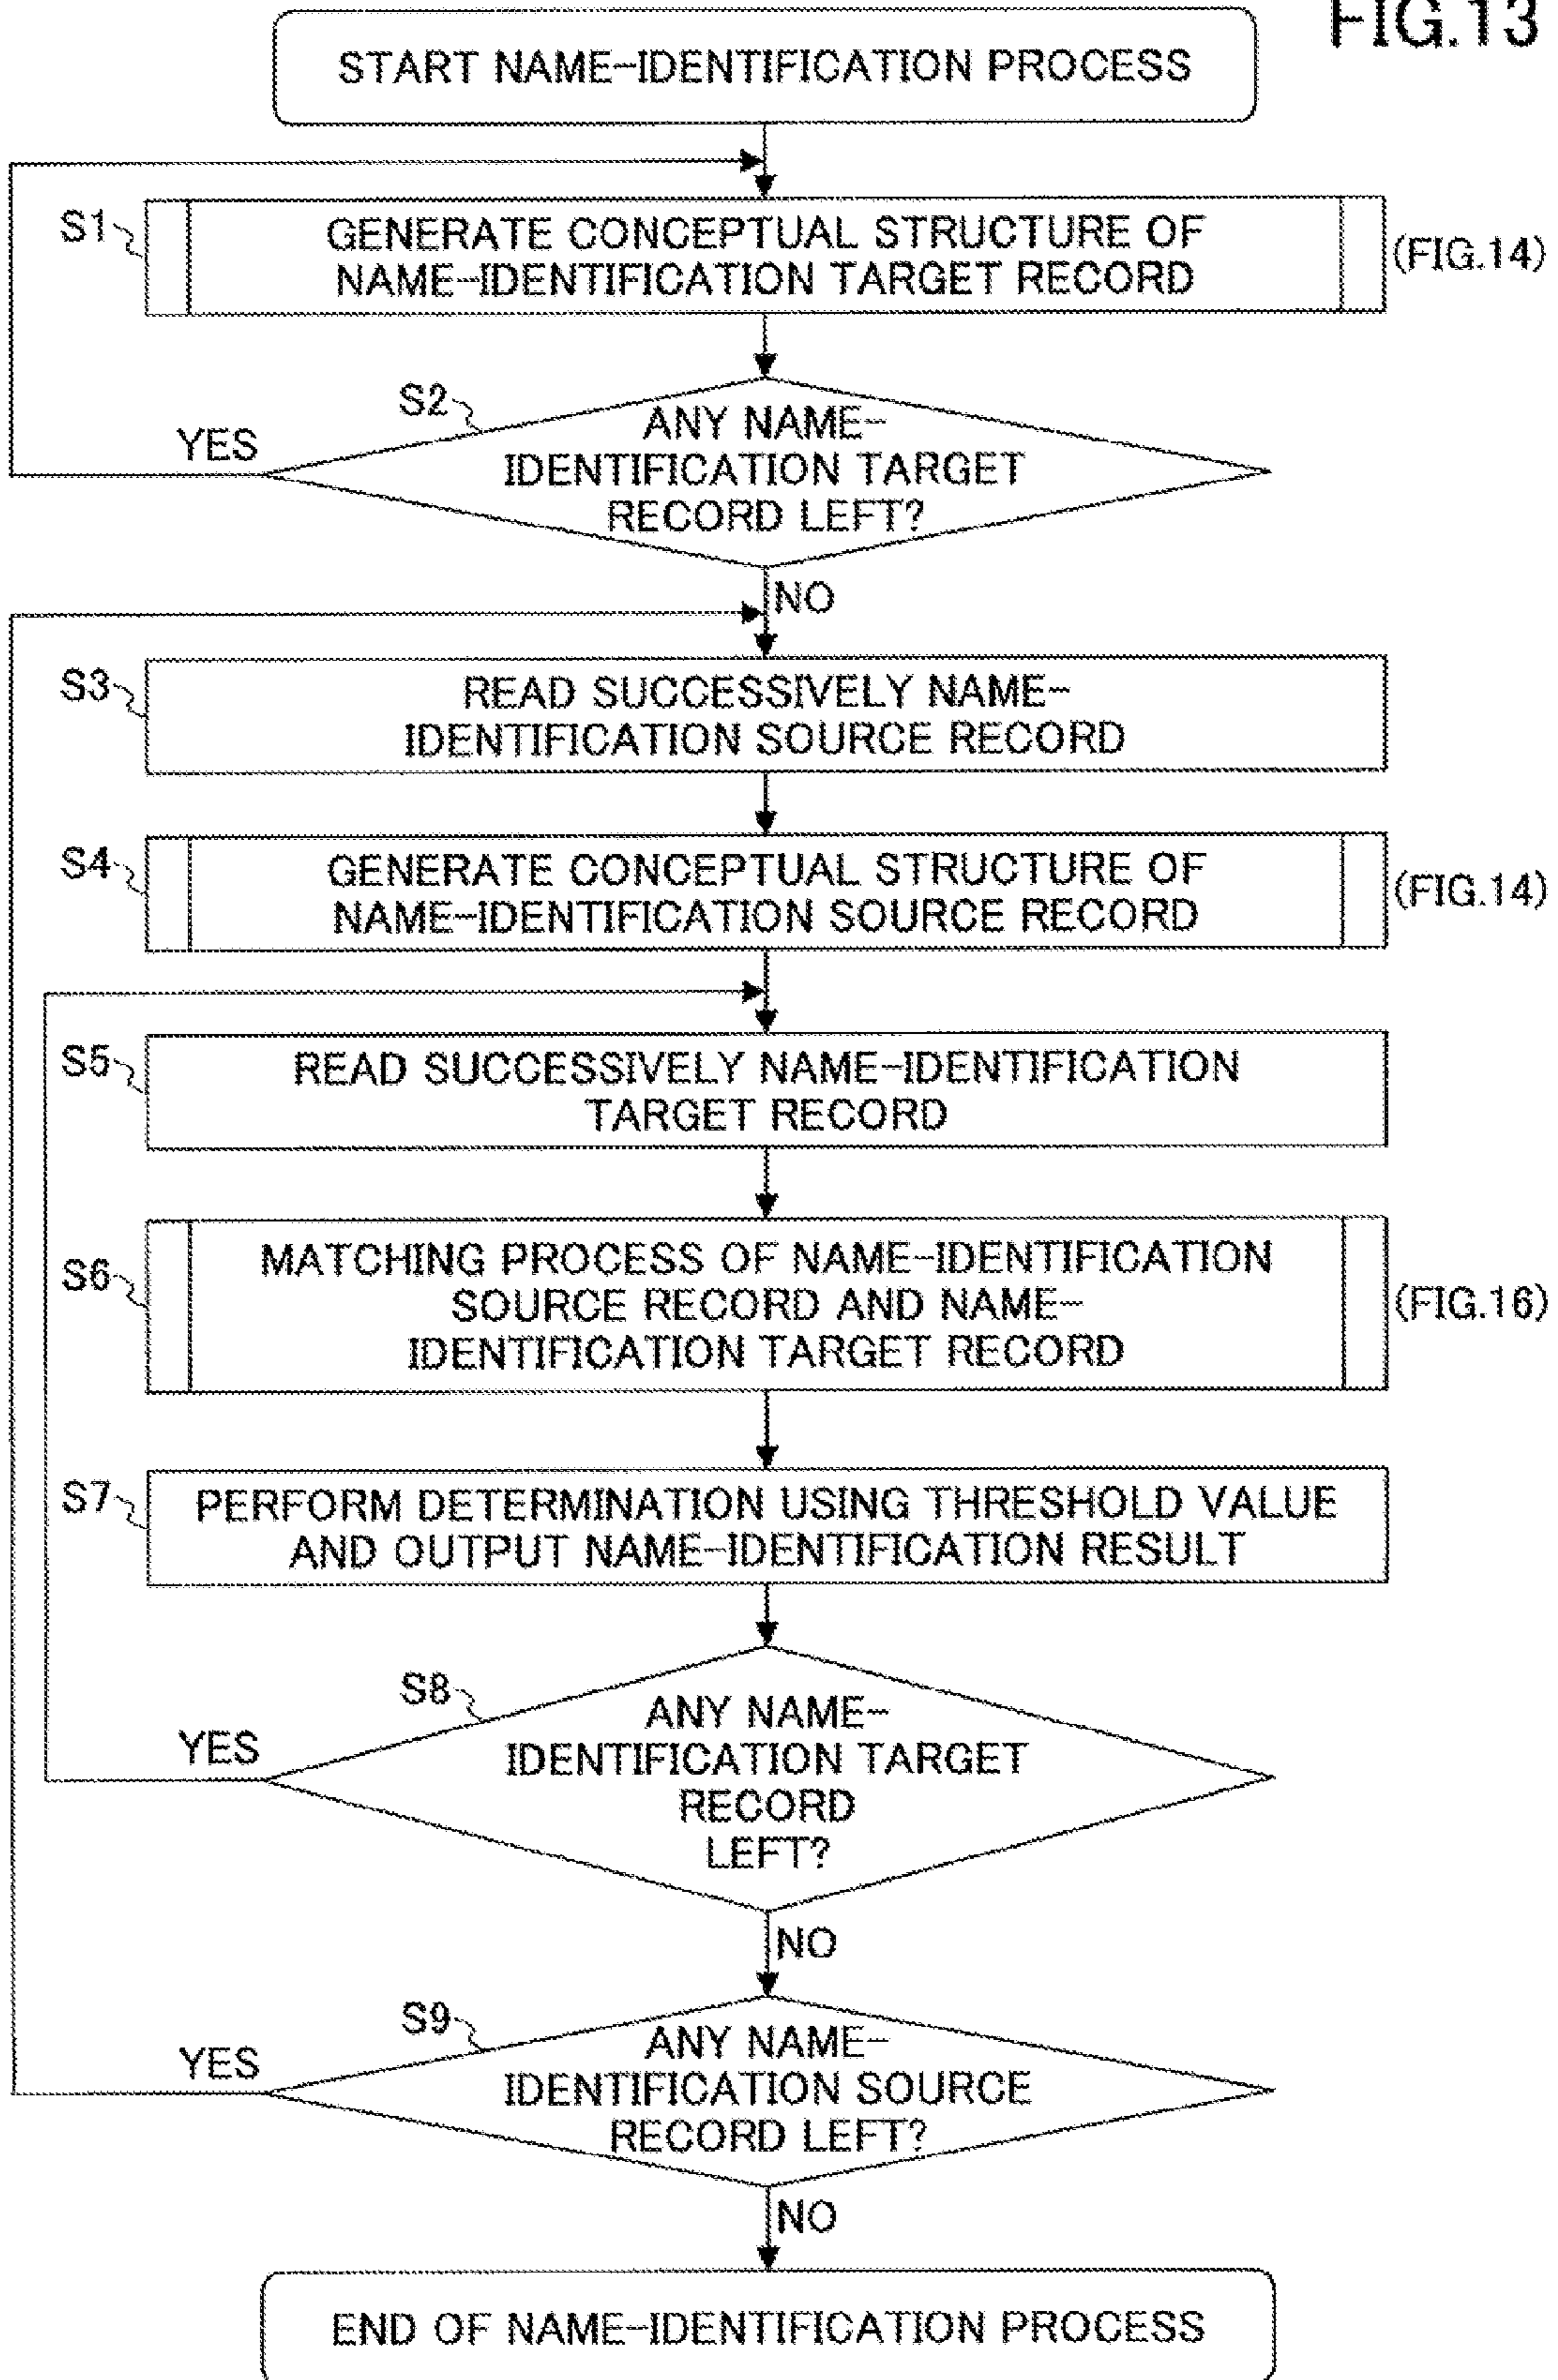 FIG.13
START NAME-IDENTIFICATION PROCESS
S1
GENERATE CONCEPTUAL STRUCTURE OF
NAME-IDENTIFICATION TARGET RECORD
(FIG.14)
S2
ANY NAME-
IDENTIFICATION TARGET
RECORD LEFT?
YES
NO
S3
READ SUCCESSIVELY NAME-
IDENTIFICATION SOURCE RECORD
S4
GENERATE CONCEPTUAL STRUCTURE OF
NAME-IDENTIFICATION SOURCE RECORD
(FIG.14)
S5
READ SUCCESSIVELY NAME-IDENTIFICATION
TARGET RECORD
S6
MATCHING PROCESS OF NAME-IDENTIFICATION
SOURCE RECORD AND NAME-
IDENTIFICATION TARGET RECORD
(FIG.16)
S7
PERFORM DETERMINATION USING THRESHOLD VALUE
AND OUTPUT NAME-IDENTIFICATION RESULT
S8
ANY NAME-
IDENTIFICATION TARGET
RECORD
LEFT?
YES
NO
S9
ANY NAME-
IDENTIFICATION SOURCE
RECORD LEFT?
YES
NO
END OF NAME-IDENTIFICATION PROCESS